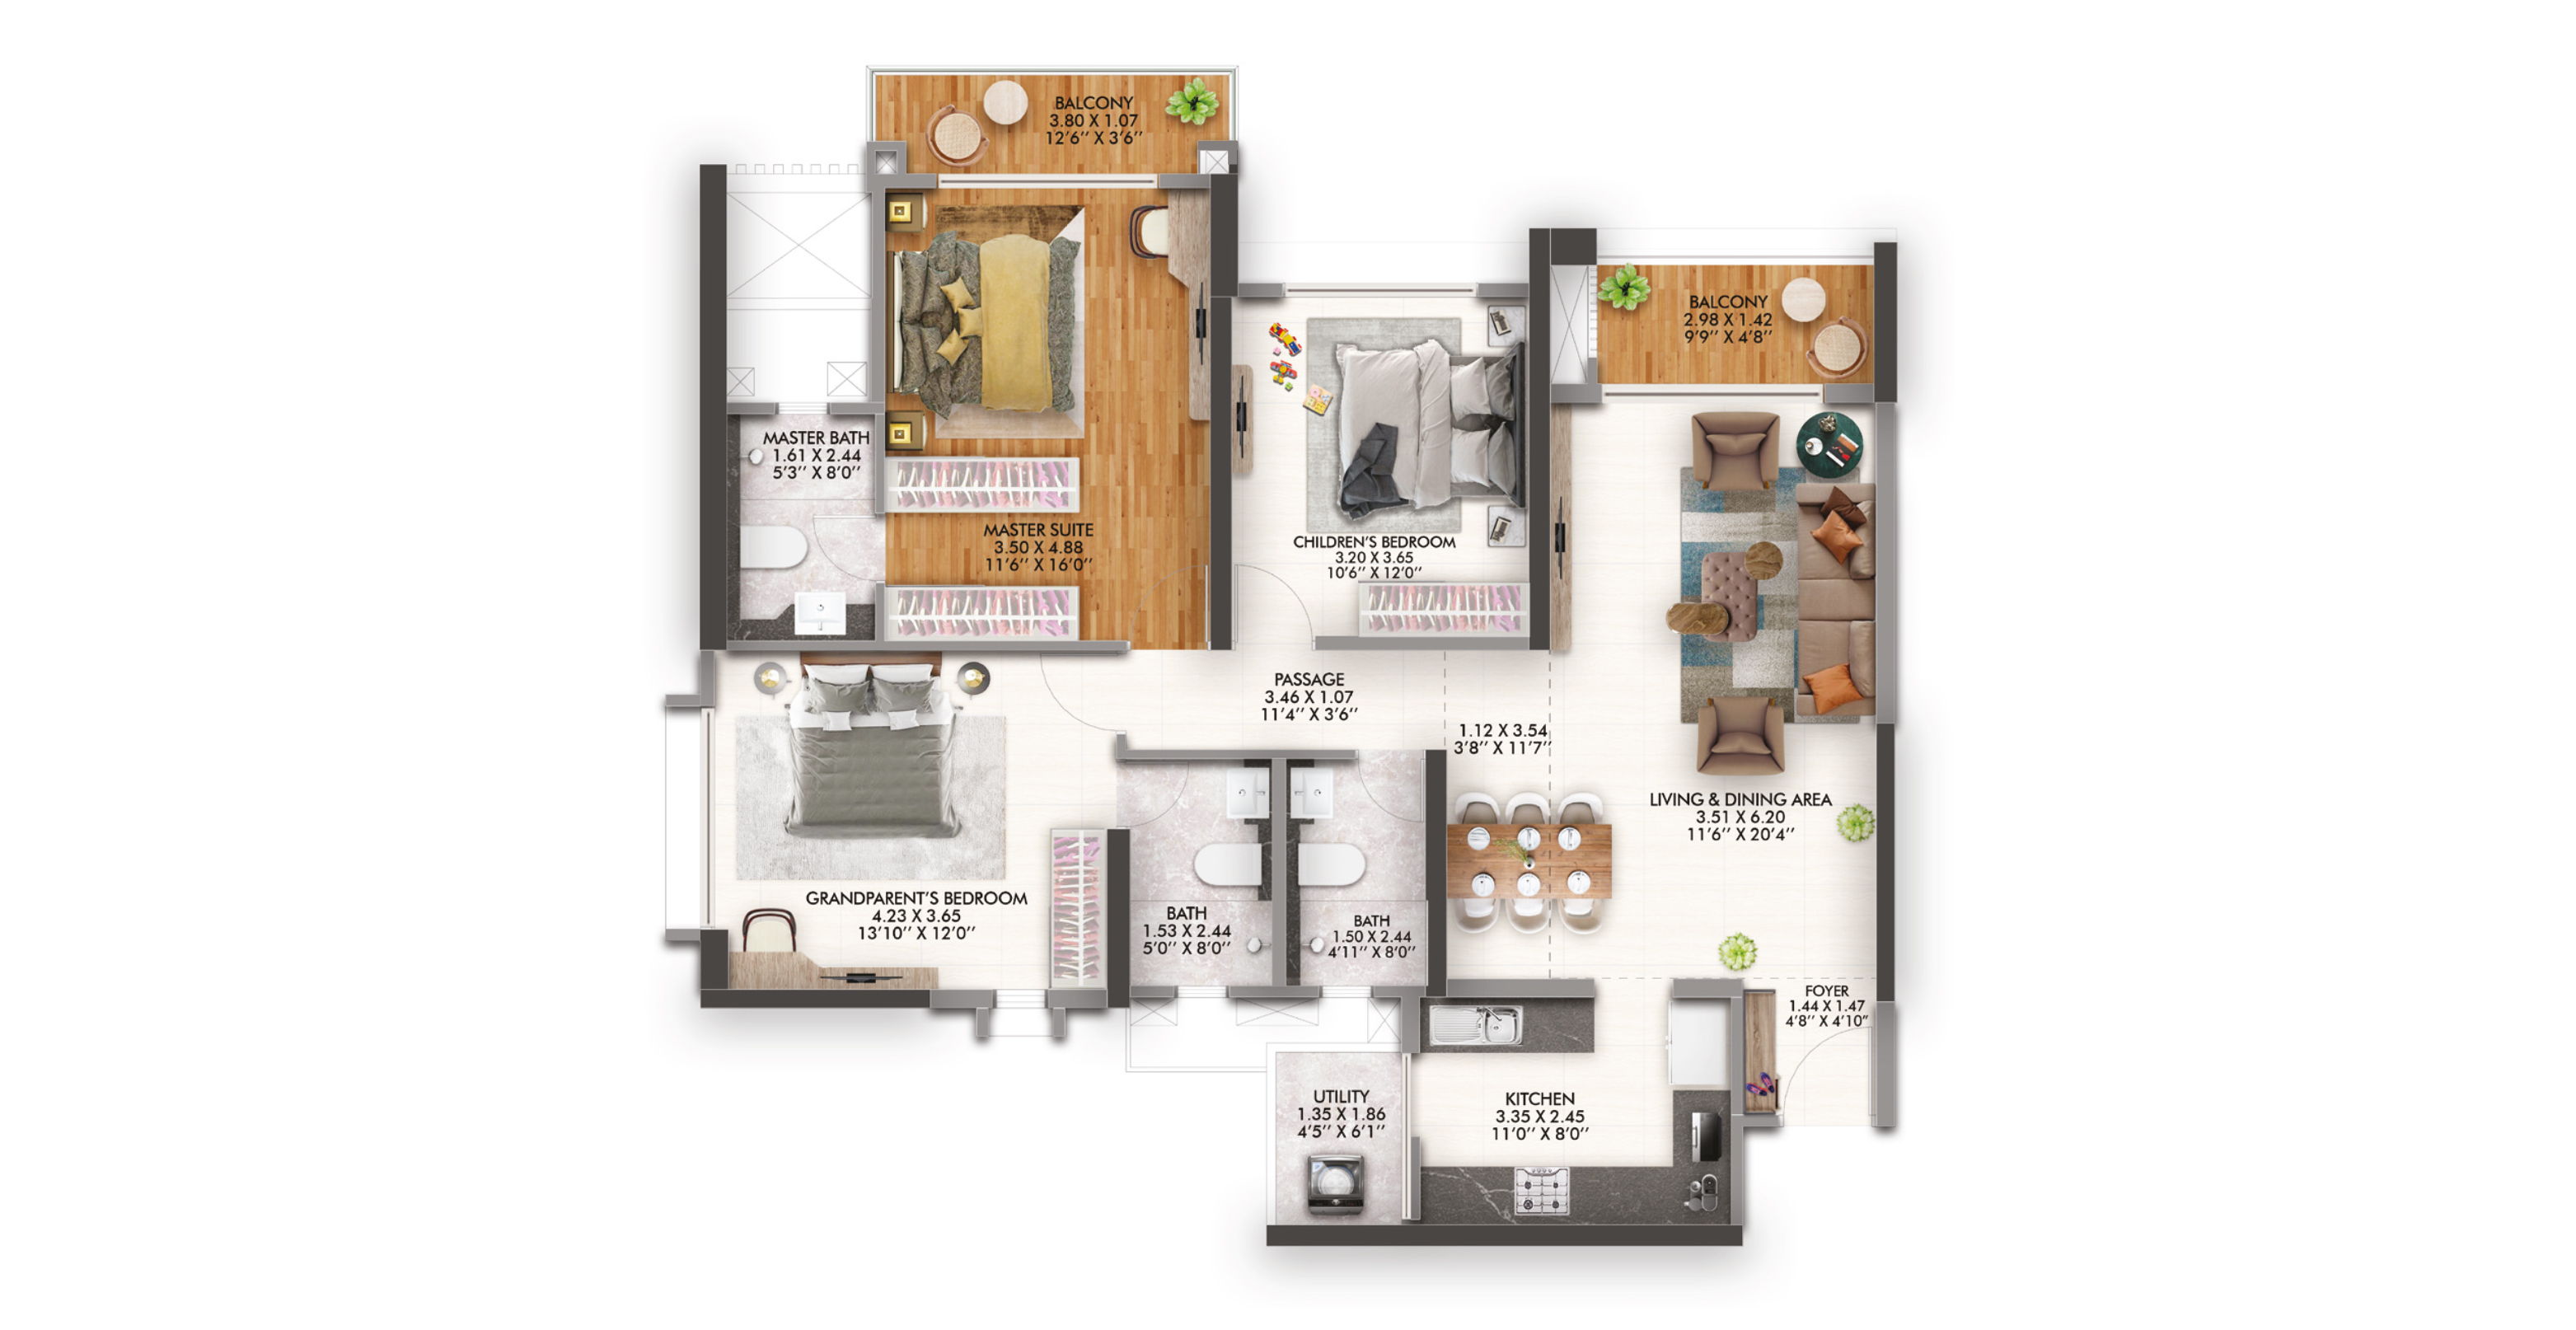 BALCONY
3.80 X 1.07
12'6'' X 3'6''
BALCONY
2.98 X 1.42
9'9'' X 4'8''
MASTER BATH
1.61 X 2.44
5'3'' X 8'0''
MASTER SUITE
3.50 X 4.88
11'6'' X 16'0''
CHILDREN'S BEDROOM
3.20 X 3.65
10'6'' X 12'0''
PASSAGE
3.46 X 1.07
11'4'' X 3'6''
1.12 X 3.54
3'8'' X 11'7''
LIVING & DINING AREA
3.51 X 6.20
11'6'' X 20'4''
GRANDPARENT'S BEDROOM
4.23 X 3.65
13'10'' X 12'0''
BATH
1.53 X 2.44
5'0'' X 8'0''
BATH
1.50 X 2.44
4'11'' X 8'0''
FOYER
1.44 X 1.47
4'8'' X 4'10"
UTILITY
1.35 X 1.86
4'5'' X 6'1''
KITCHEN
3.35 X 2.45
11'0'' X 8'0''